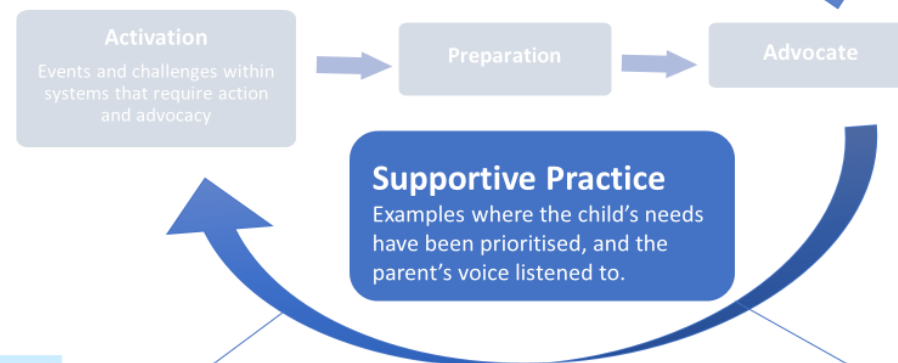 Activation
Events and challenges within
systems that require action
and advocacy
Preparation
Advocate
Supportive Practice
Examples where the child’s needs
have been prioritised, and the
parent’s voice listened to.